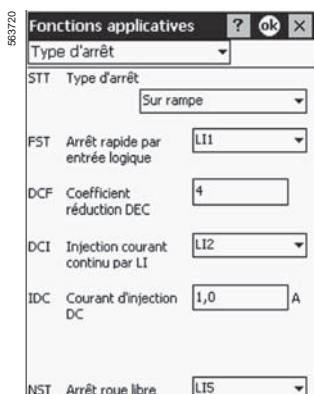 563720
Fonctions applicatives ? ok ×
Type d'arrêt
STT Type d'arrêt
Sur rampe
FST Arrêt rapide par LI1
entrée logique
DCF Coefficient 4
réduction DEC
DCI Injection courant LI2
continu par LI
IDC Courant d'injection 1,0 A
DC
NST Arrêt roue libre LI5